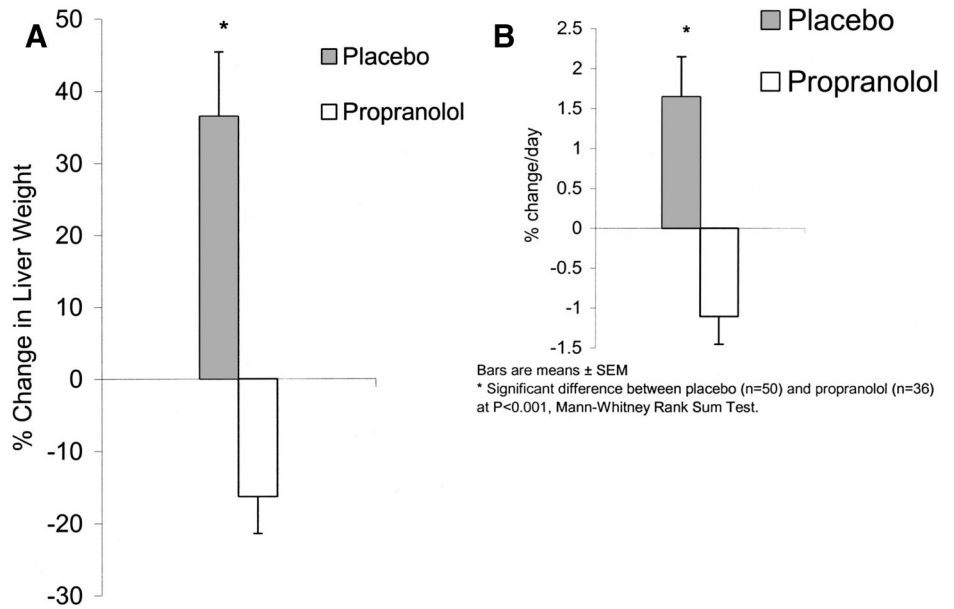 A
% Change in Liver Weight
50
40
30
20
10
0
-10
-20
-30
*
Placebo
Propranolol
B
% change/day
2.5
2
1.5
1
0.5
0
-0.5
-1
-1.5
*
Placebo
Propranolol
Bars are means ± SEM
* Significant difference between placebo (n=50) and propranolol (n=36)
at P<0.001, Mann-Whitney Rank Sum Test.